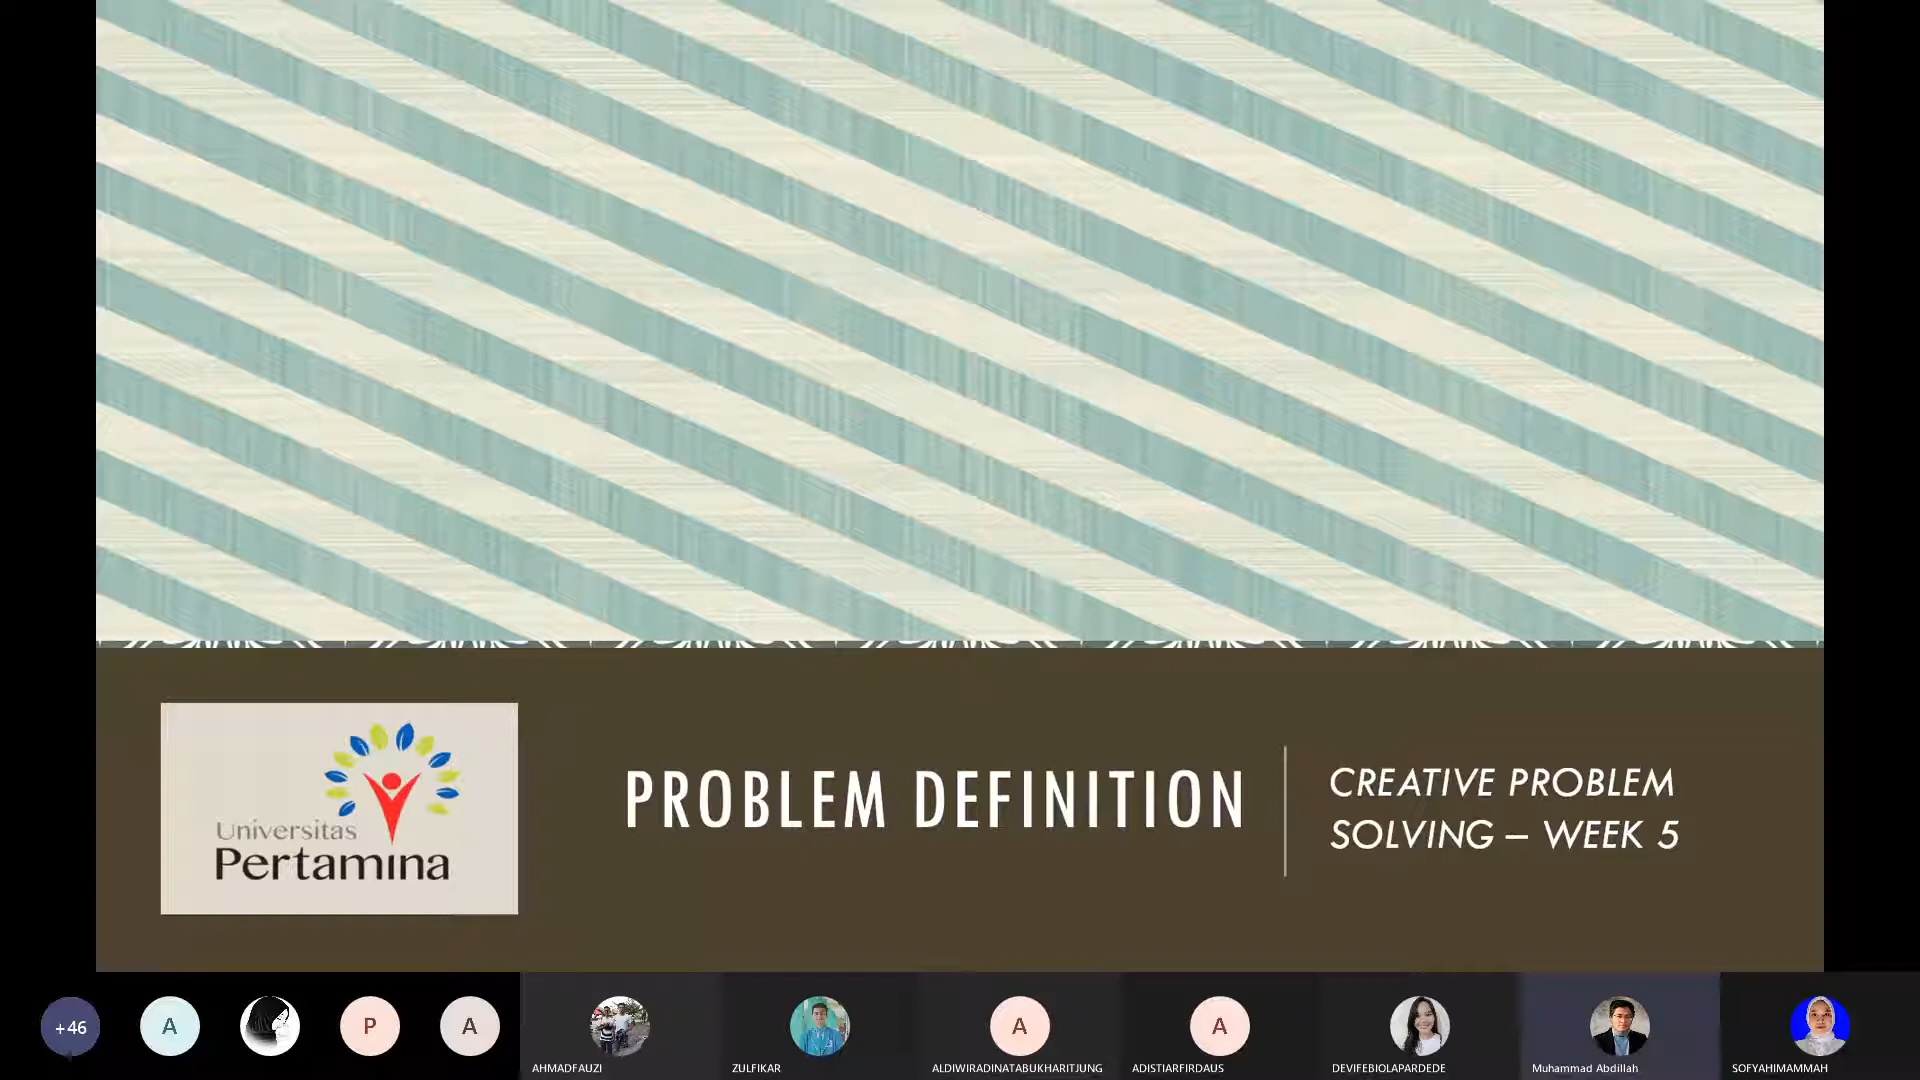 Universitas
Pertamina
PROBLEM DEFINITION
CREATIVE PROBLEM
SOLVING – WEEK 5
+46
A
P
A
A
A
AHMADFAUZI
ZULFIKAR
ALDIWIRADINATABUKHARITJUNG
ADISTIARFIRDAUS
DEVIFEBIOLAPARDEDE
Muhammad Abdillah
SOFYAHIMAMMAH